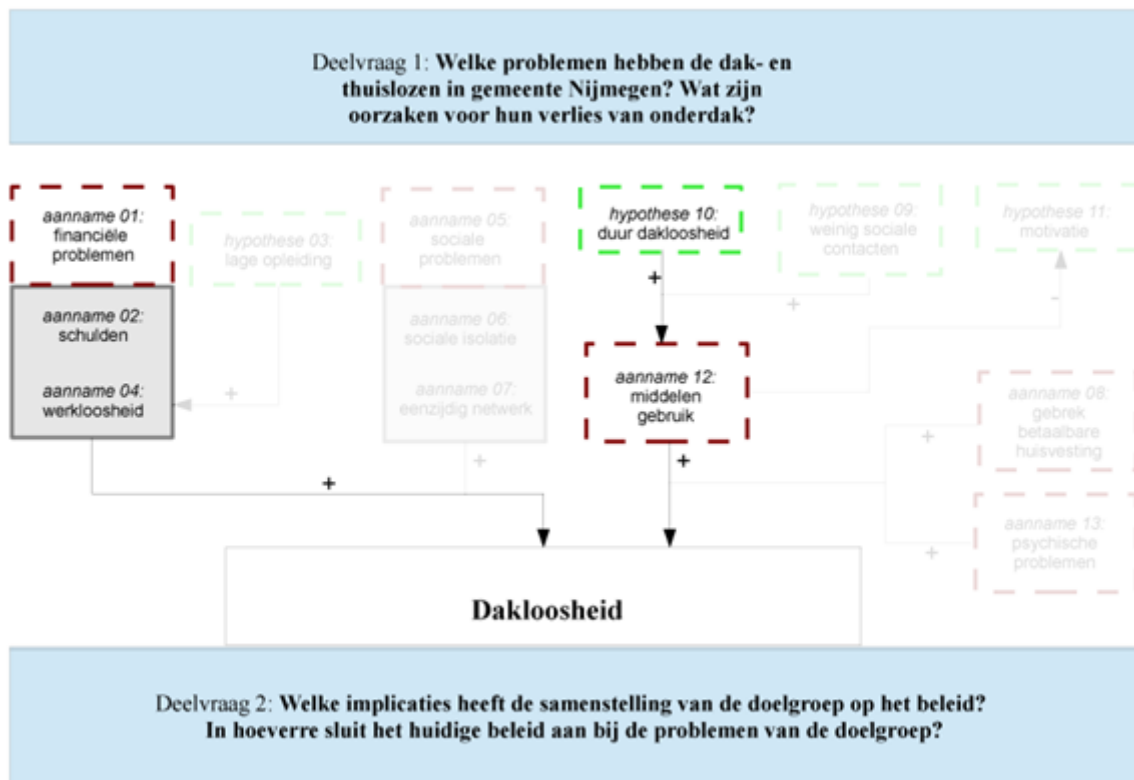 Deelvraag 1: Welke problemen hebben de dak- en
thuislozen in gemeente Nijmegen? Wat zijn
oorzaken voor hun verlies van onderdak?
aanname 01:
financiële
problemen
hypothese 03:
lage opleiding
aanname 05:
sociale
problemen
hypothese 10:
duur dakloosheid
hypothese 09:
weinig sociale
contacten
hypothese 11:
motivatie
aanname 02:
schulden
aanname 04:
werkloosheid
+
aanname 06:
sociale isolatie
aanname 07:
eenzijdig netwerk
+
+
-
aanname 12:
middelen
gebruik
aanname 08:
gebrek
betaalbare
huisvesting
+
+
+
+
aanname 13:
psychische
problemen
+
Dakloosheid
Deelvraag 2: Welke implicaties heeft de samenstelling van de doelgroep op het beleid?
In hoeverre sluit het huidige beleid aan bij de problemen van de doelgroep?